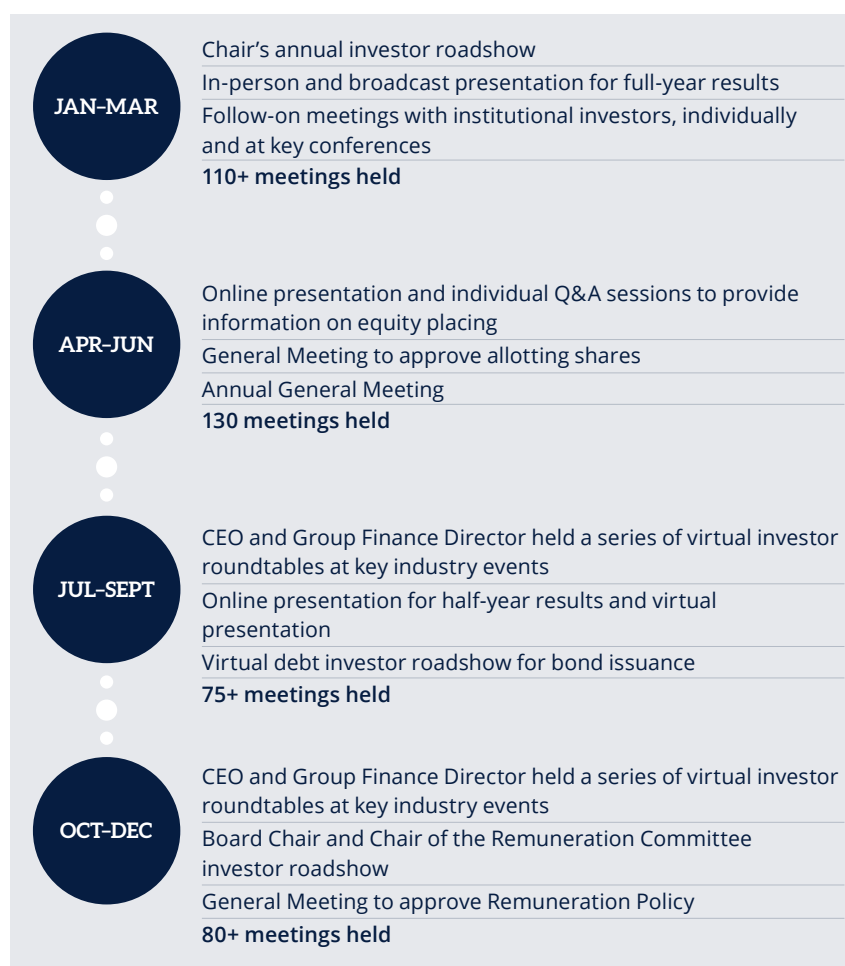 JAN–MAR
Chair’s annual investor roadshow
In-person and broadcast presentation for full-year results
Follow-on meetings with institutional investors, individually
and at key conferences
110+ meetings held
APR–JUN
Online presentation and individual Q&A sessions to provide
information on equity placing
General Meeting to approve allotting shares
Annual General Meeting
130 meetings held
JUL–SEPT
CEO and Group Finance Director held a series of virtual investor
roundtables at key industry events
Online presentation for half-year results and virtual
presentation
Virtual debt investor roadshow for bond issuance
75+ meetings held
OCT–DEC
CEO and Group Finance Director held a series of virtual investor
roundtables at key industry events
Board Chair and Chair of the Remuneration Committee
investor roadshow
General Meeting to approve Remuneration Policy
80+ meetings held